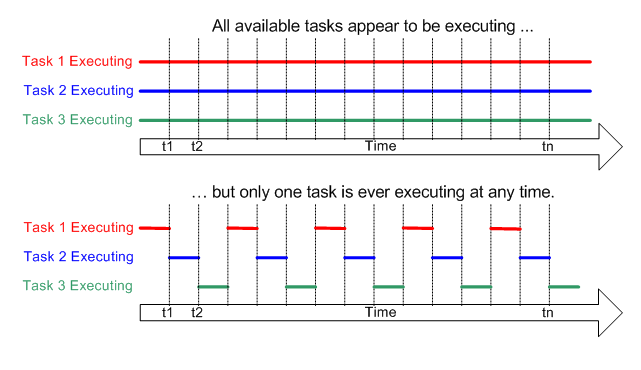 All available tasks appear to be executing ...
Task 1 Executing
Task 2 Executing
Task 3 Executing
t1 t2 Time tn
... but only one task is ever executing at any time.
Task 1 Executing
Task 2 Executing
Task 3 Executing
t1 t2 Time tn